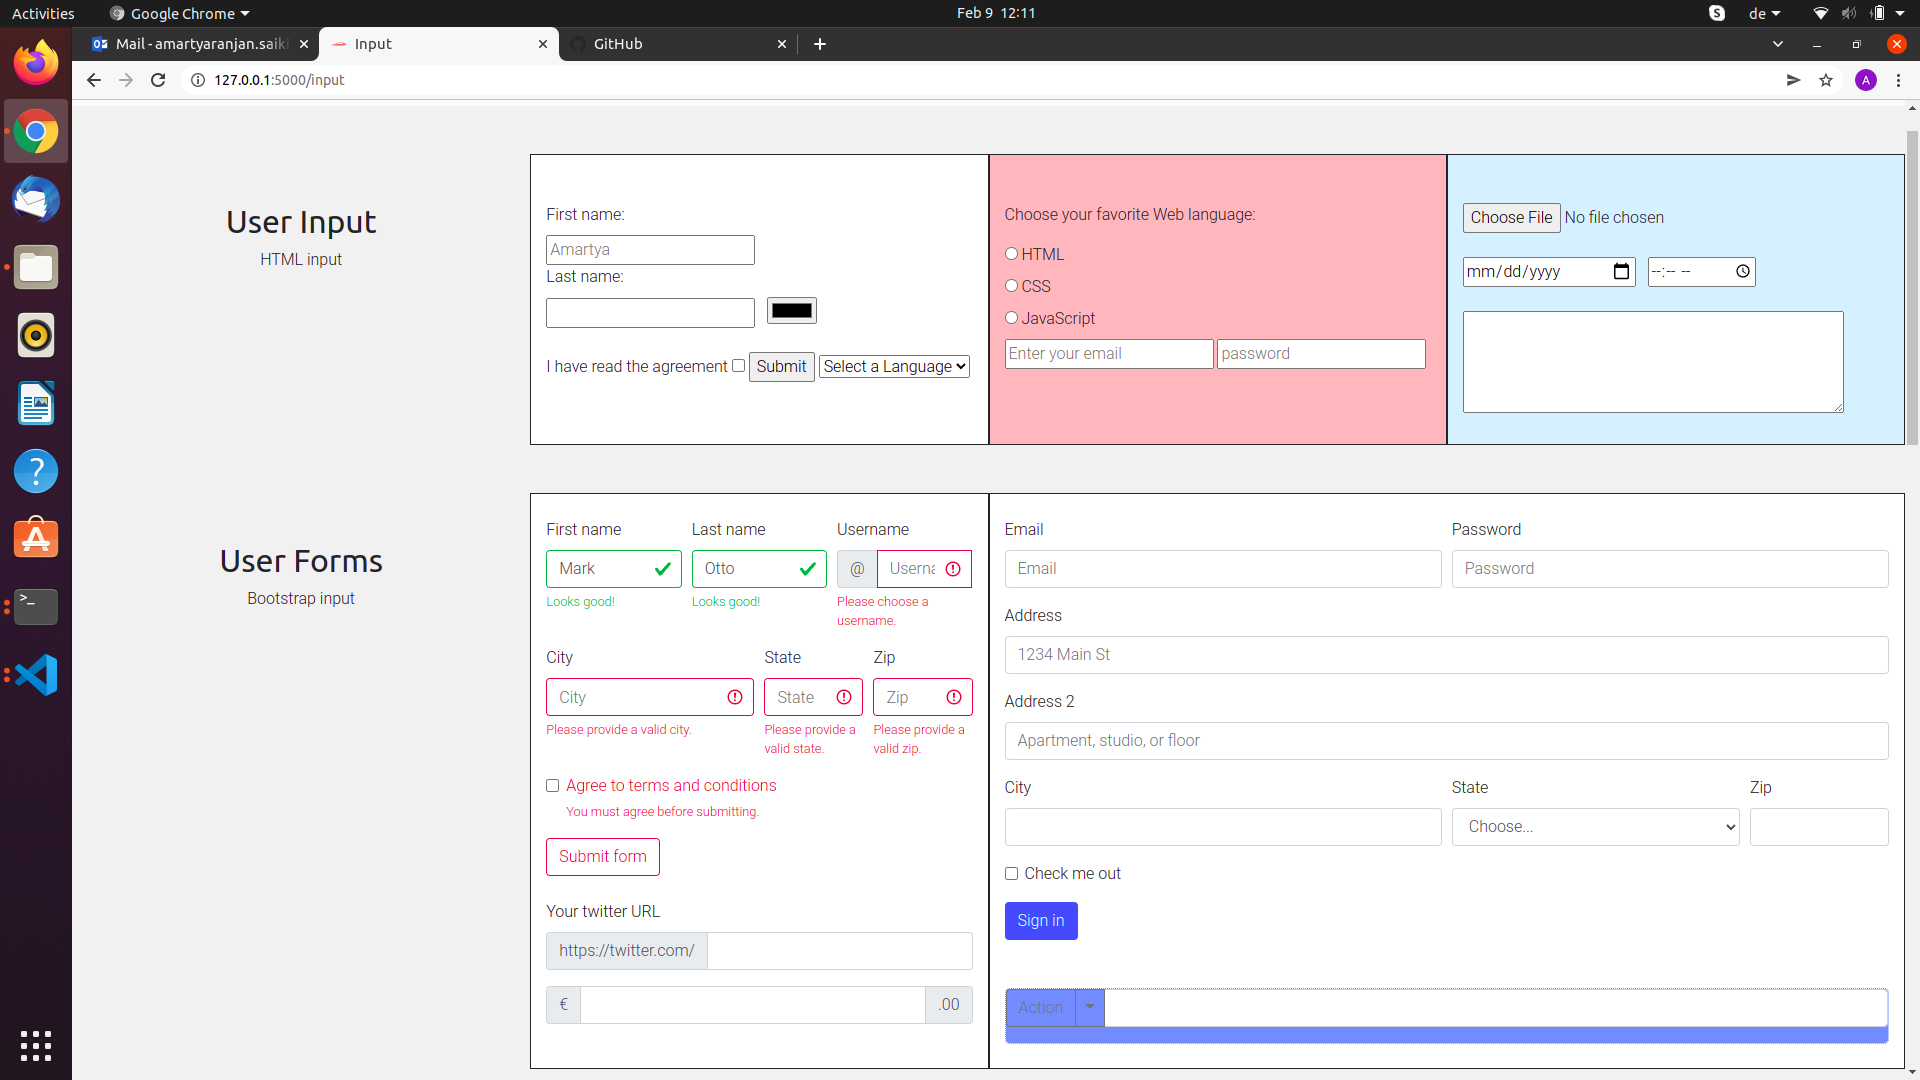 Activities
Google Chrome
Feb 9 12:11
de
Mail - amartyaranjan.saiki
Input
GitHub
127.0.0.1:5000/input
A
User Input
HTML input
First name:
Amartya
Last name:
I have read the agreement
Submit
Select a Language
Choose your favorite Web language:
HTML
CSS
JavaScript
Enter your email
password
Choose File
No file chosen
mm/dd/yyyy
--:-- --
User Forms
Bootstrap input
First name
Last name
Username
Mark
Otto
@
Userna
Looks good!
Looks good!
Please choose a
username.
City
State
Zip
City
State
Zip
Please provide a valid city.
Please provide a
valid state.
Please provide a
valid zip.
Agree to terms and conditions
You must agree before submitting.
Submit form
Your twitter URL
https://twitter.com/
€
.00
Email
Password
Email
Password
Address
1234 Main St
Address 2
Apartment, studio, or floor
City
State
Zip
Choose...
Check me out
Sign in
Action